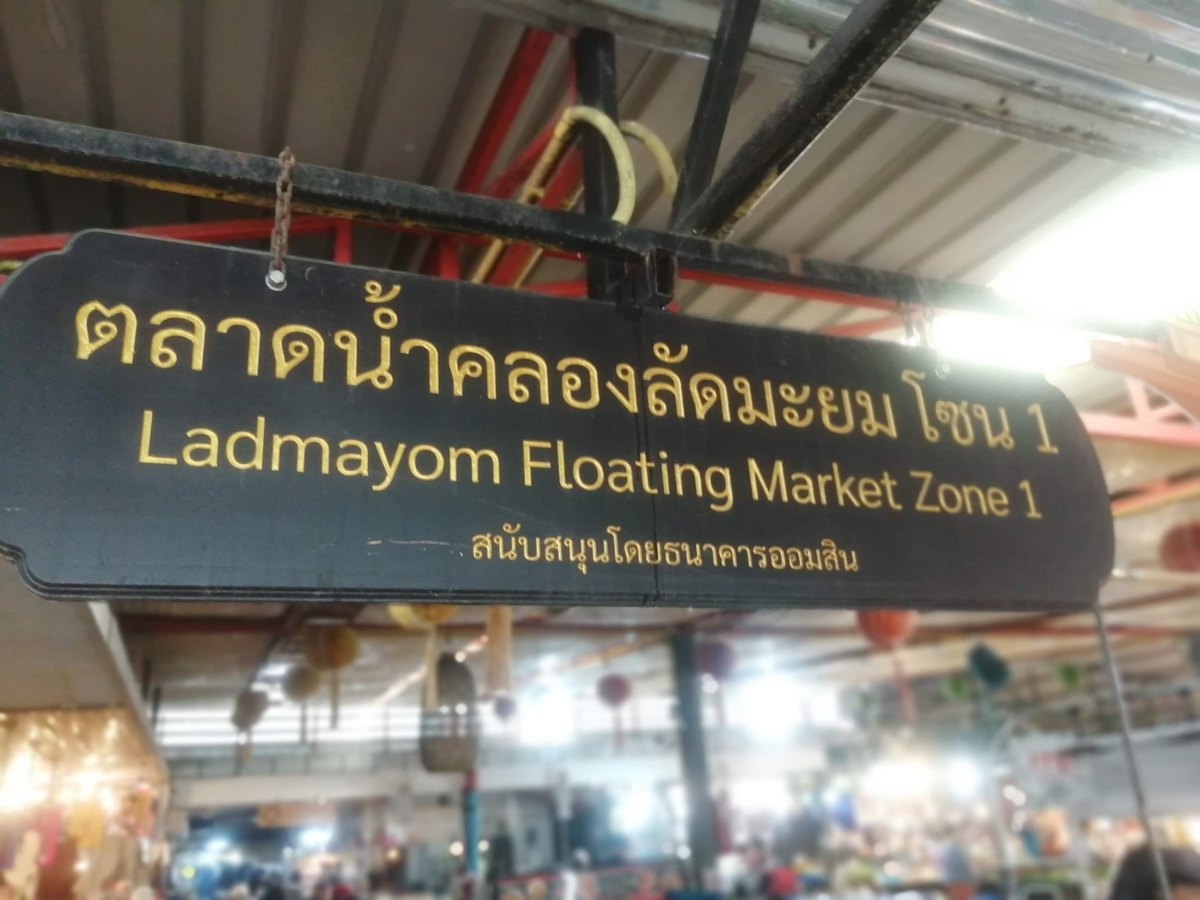 ตลาดน้ำคลองลัดมะยม โซน 1
Ladmayom Floating Market Zone 1
สนับสนุนโดยธนาคารออมสิน